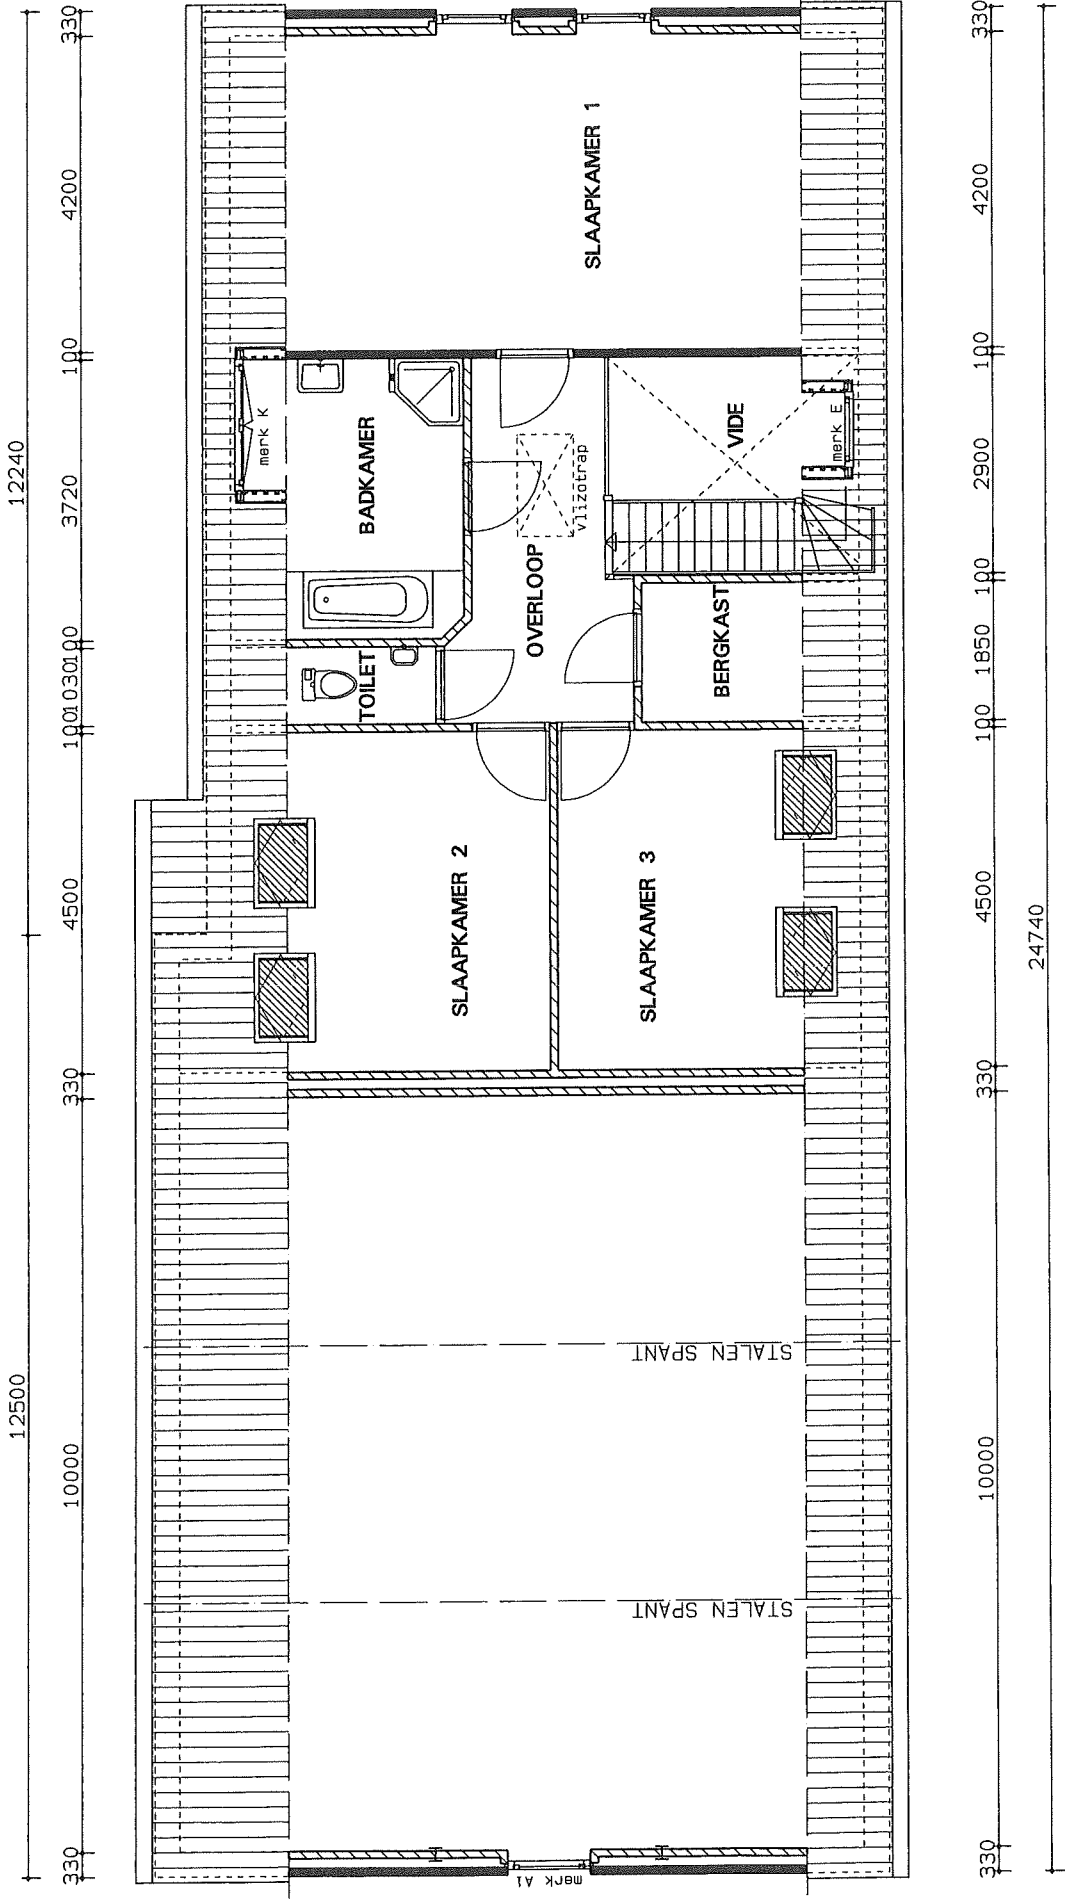 12240
12500
330
4200
100
3720
100
1030
100
4500
330
10000
330
SLAAPKAMER 1
merk K
BADKAMER
TOILET
OVERLOOP
vlizotrap
VIDE
merk E
BERGKAST
SLAAPKAMER 2
SLAAPKAMER 3
STALEN SPANT
STALEN SPANT
merk A1
330
4200
100
2900
100
1850
100
4500
330
10000
330
24740